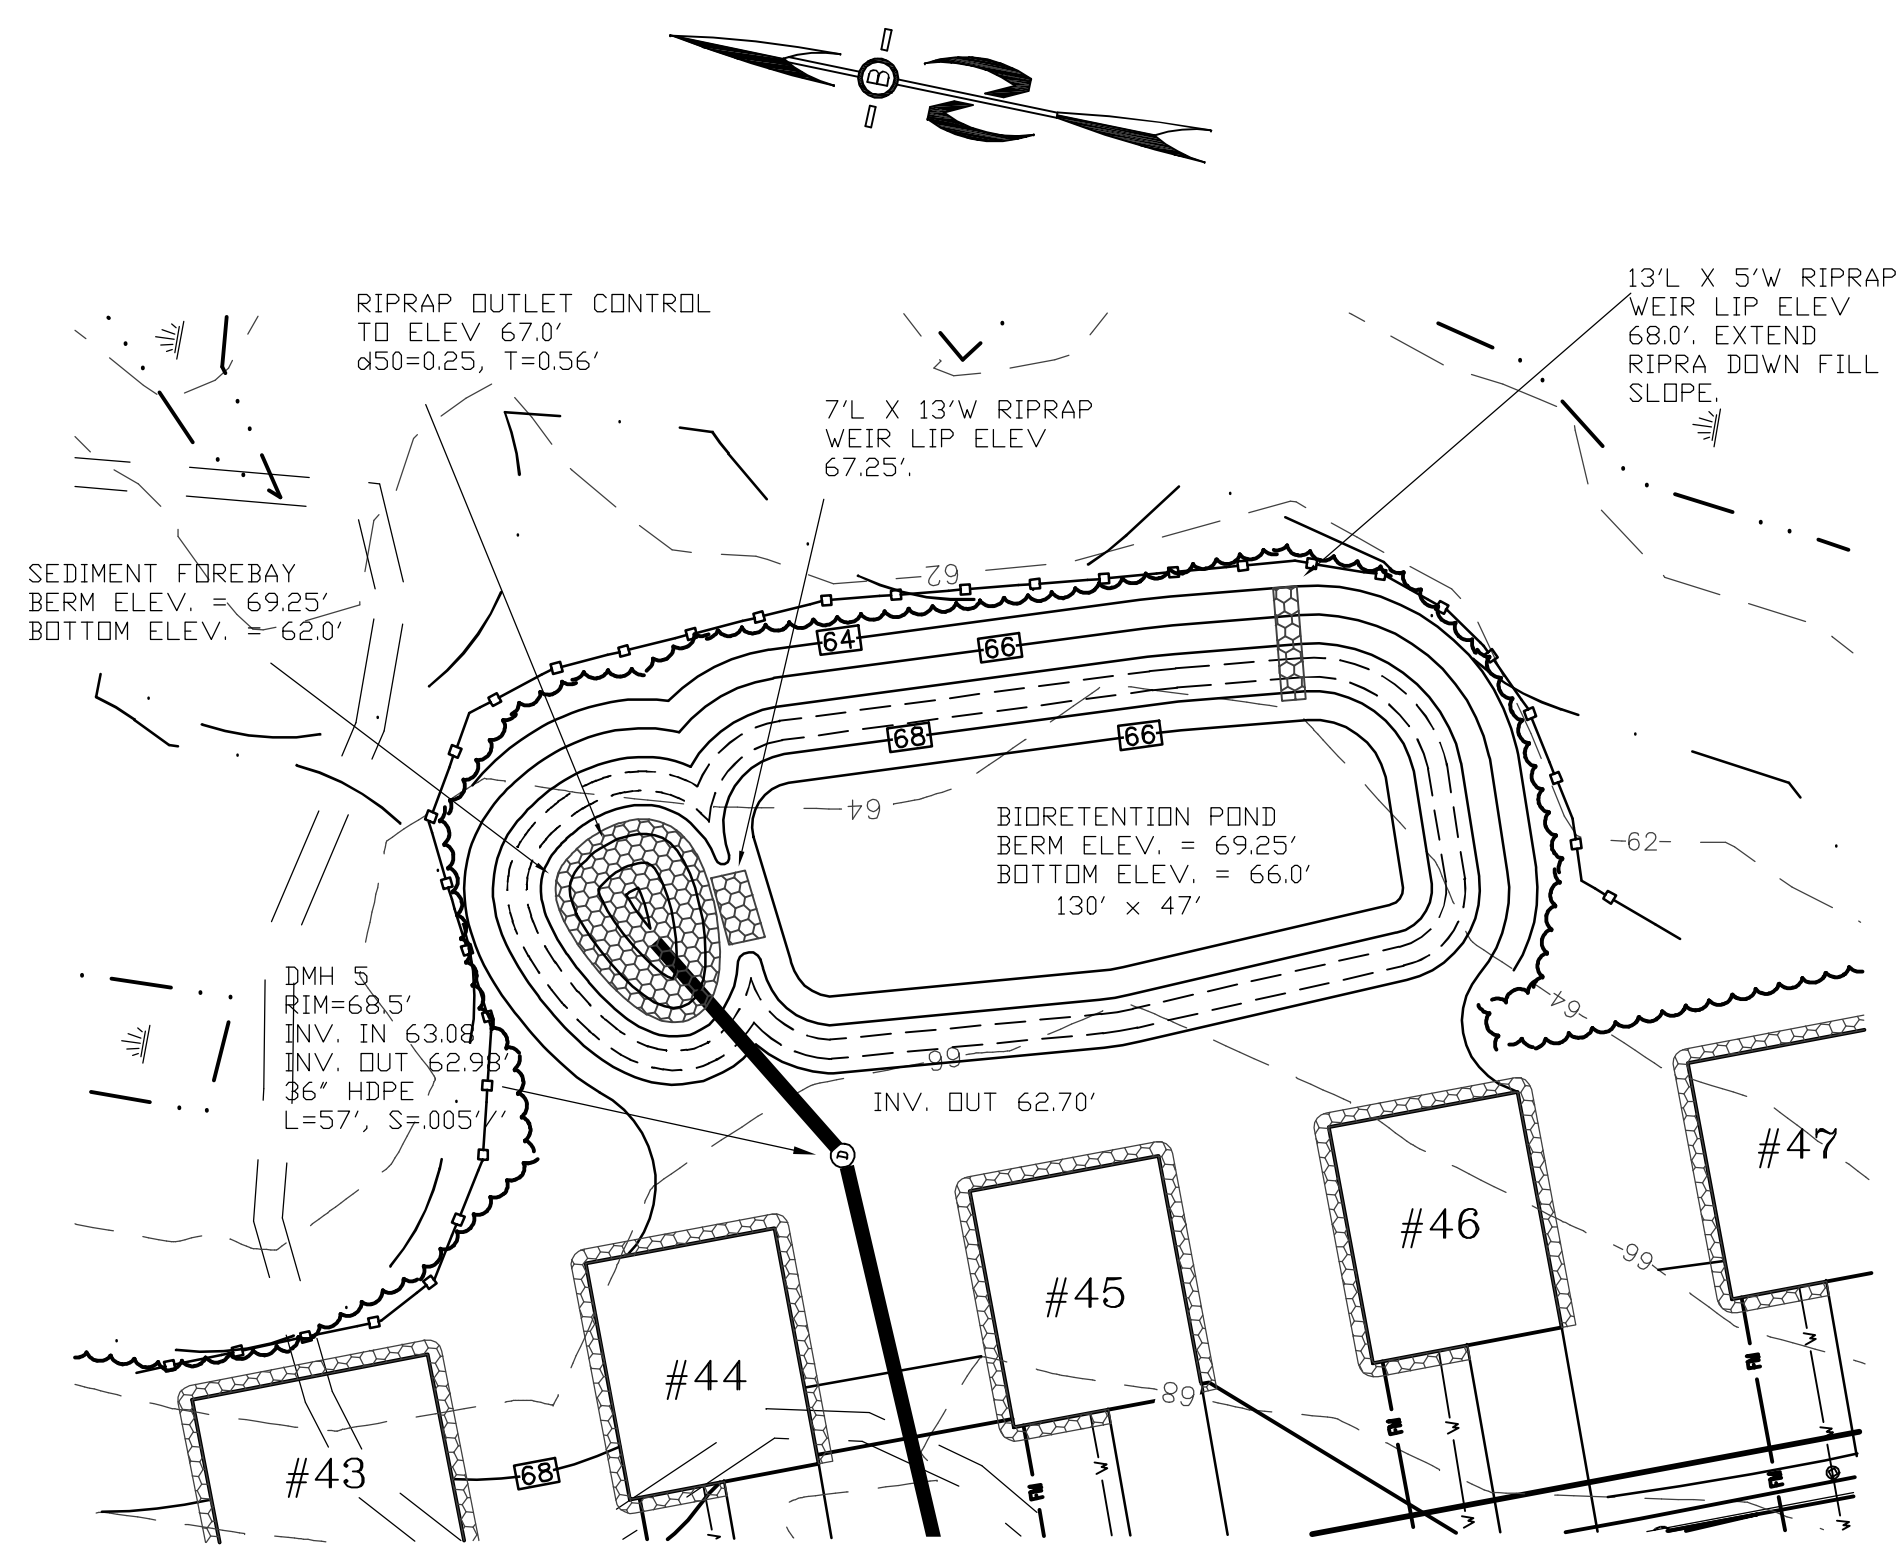 B
RIPRAP OUTLET CONTROL
TO ELEV 67.0'
d50=0.25, T=0.56'
7'L X 13'W RIPRAP
WEIR LIP ELEV
67.25'.
13'L X 5'W RIPRAP
WEIR LIP ELEV
68.0'. EXTEND
RIPRA DOWN FILL
SLOPE.
SEDIMENT FOREBAY
BERM ELEV. = 69.25'
BOTTOM ELEV. = 62.0'
62
64
66
68
66
64
BIORETENTION POND
BERM ELEV. = 69.25'
BOTTOM ELEV. = 66.0'
130' x 47'
62
64
DMH 5
RIM=68.5'
INV. IN 63.08'
INV. OUT 62.98'
36" HDPE
L=57', S=.005'/'
66
INV. OUT 62.70'
D
#47
#46
66
#45
#44
68
#43
68
FM
W
FM
W
FM
W
FM
W
W
W
W